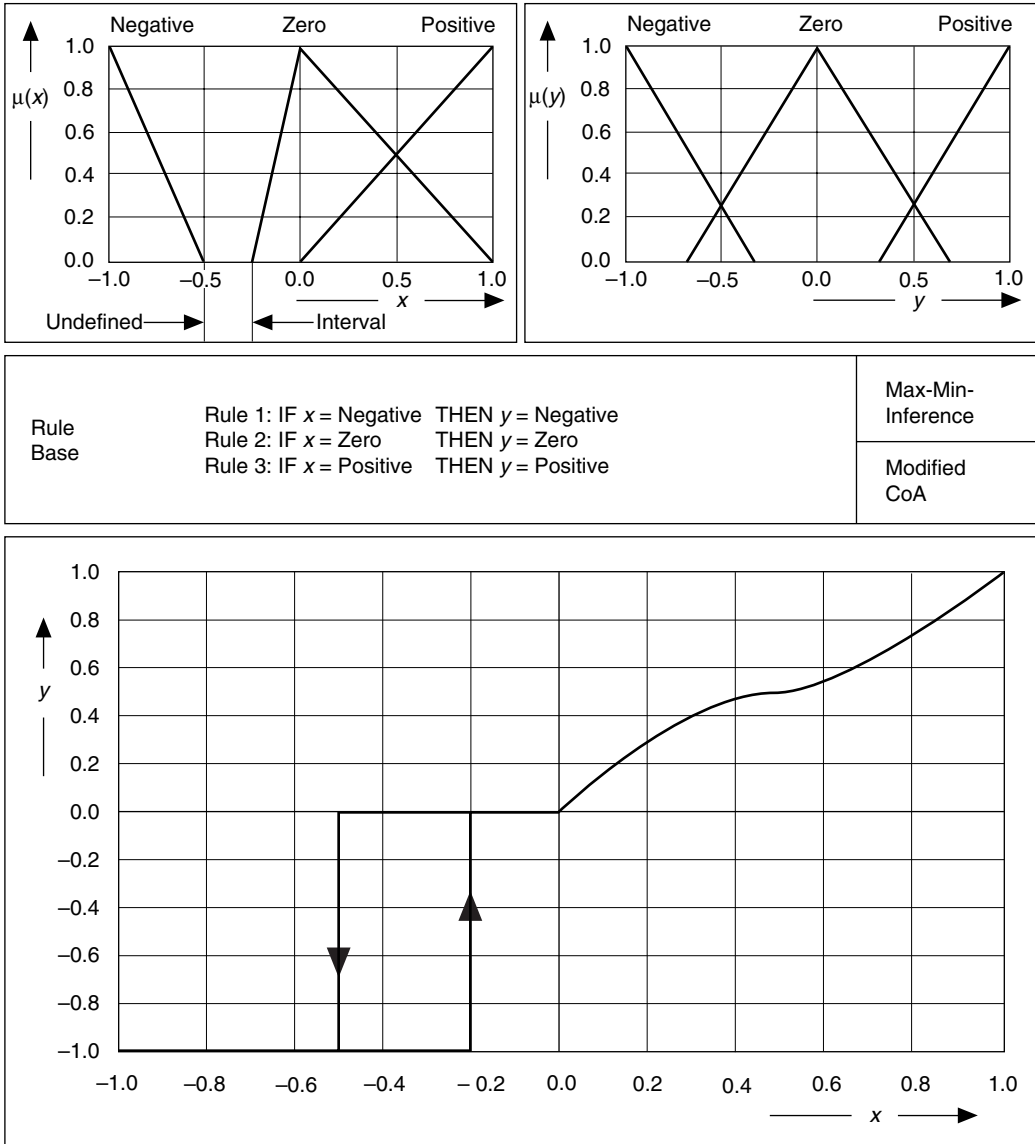 Negative Zero Positive
1.0
0.8
μ(x)
0.6
0.4
0.2
0.0
–1.0 –0.5 0.0 0.5 1.0
x
Undefined Interval
Negative Zero Positive
1.0
0.8
μ(y)
0.6
0.4
0.2
0.0
–1.0 –0.5 0.0 0.5 1.0
y
Rule
Base
Rule 1: IF x = Negative THEN y = Negative
Rule 2: IF x = Zero THEN y = Zero
Rule 3: IF x = Positive THEN y = Positive
Max-Min-
Inference
Modified
CoA
1.0
0.8
0.6
y
0.4
0.2
0.0
–0.2
–0.4
–0.6
–0.8
–1.0
–1.0 –0.8 –0.6 –0.4 – 0.2 0.0 0.2 0.4 0.6 0.8 1.0
x